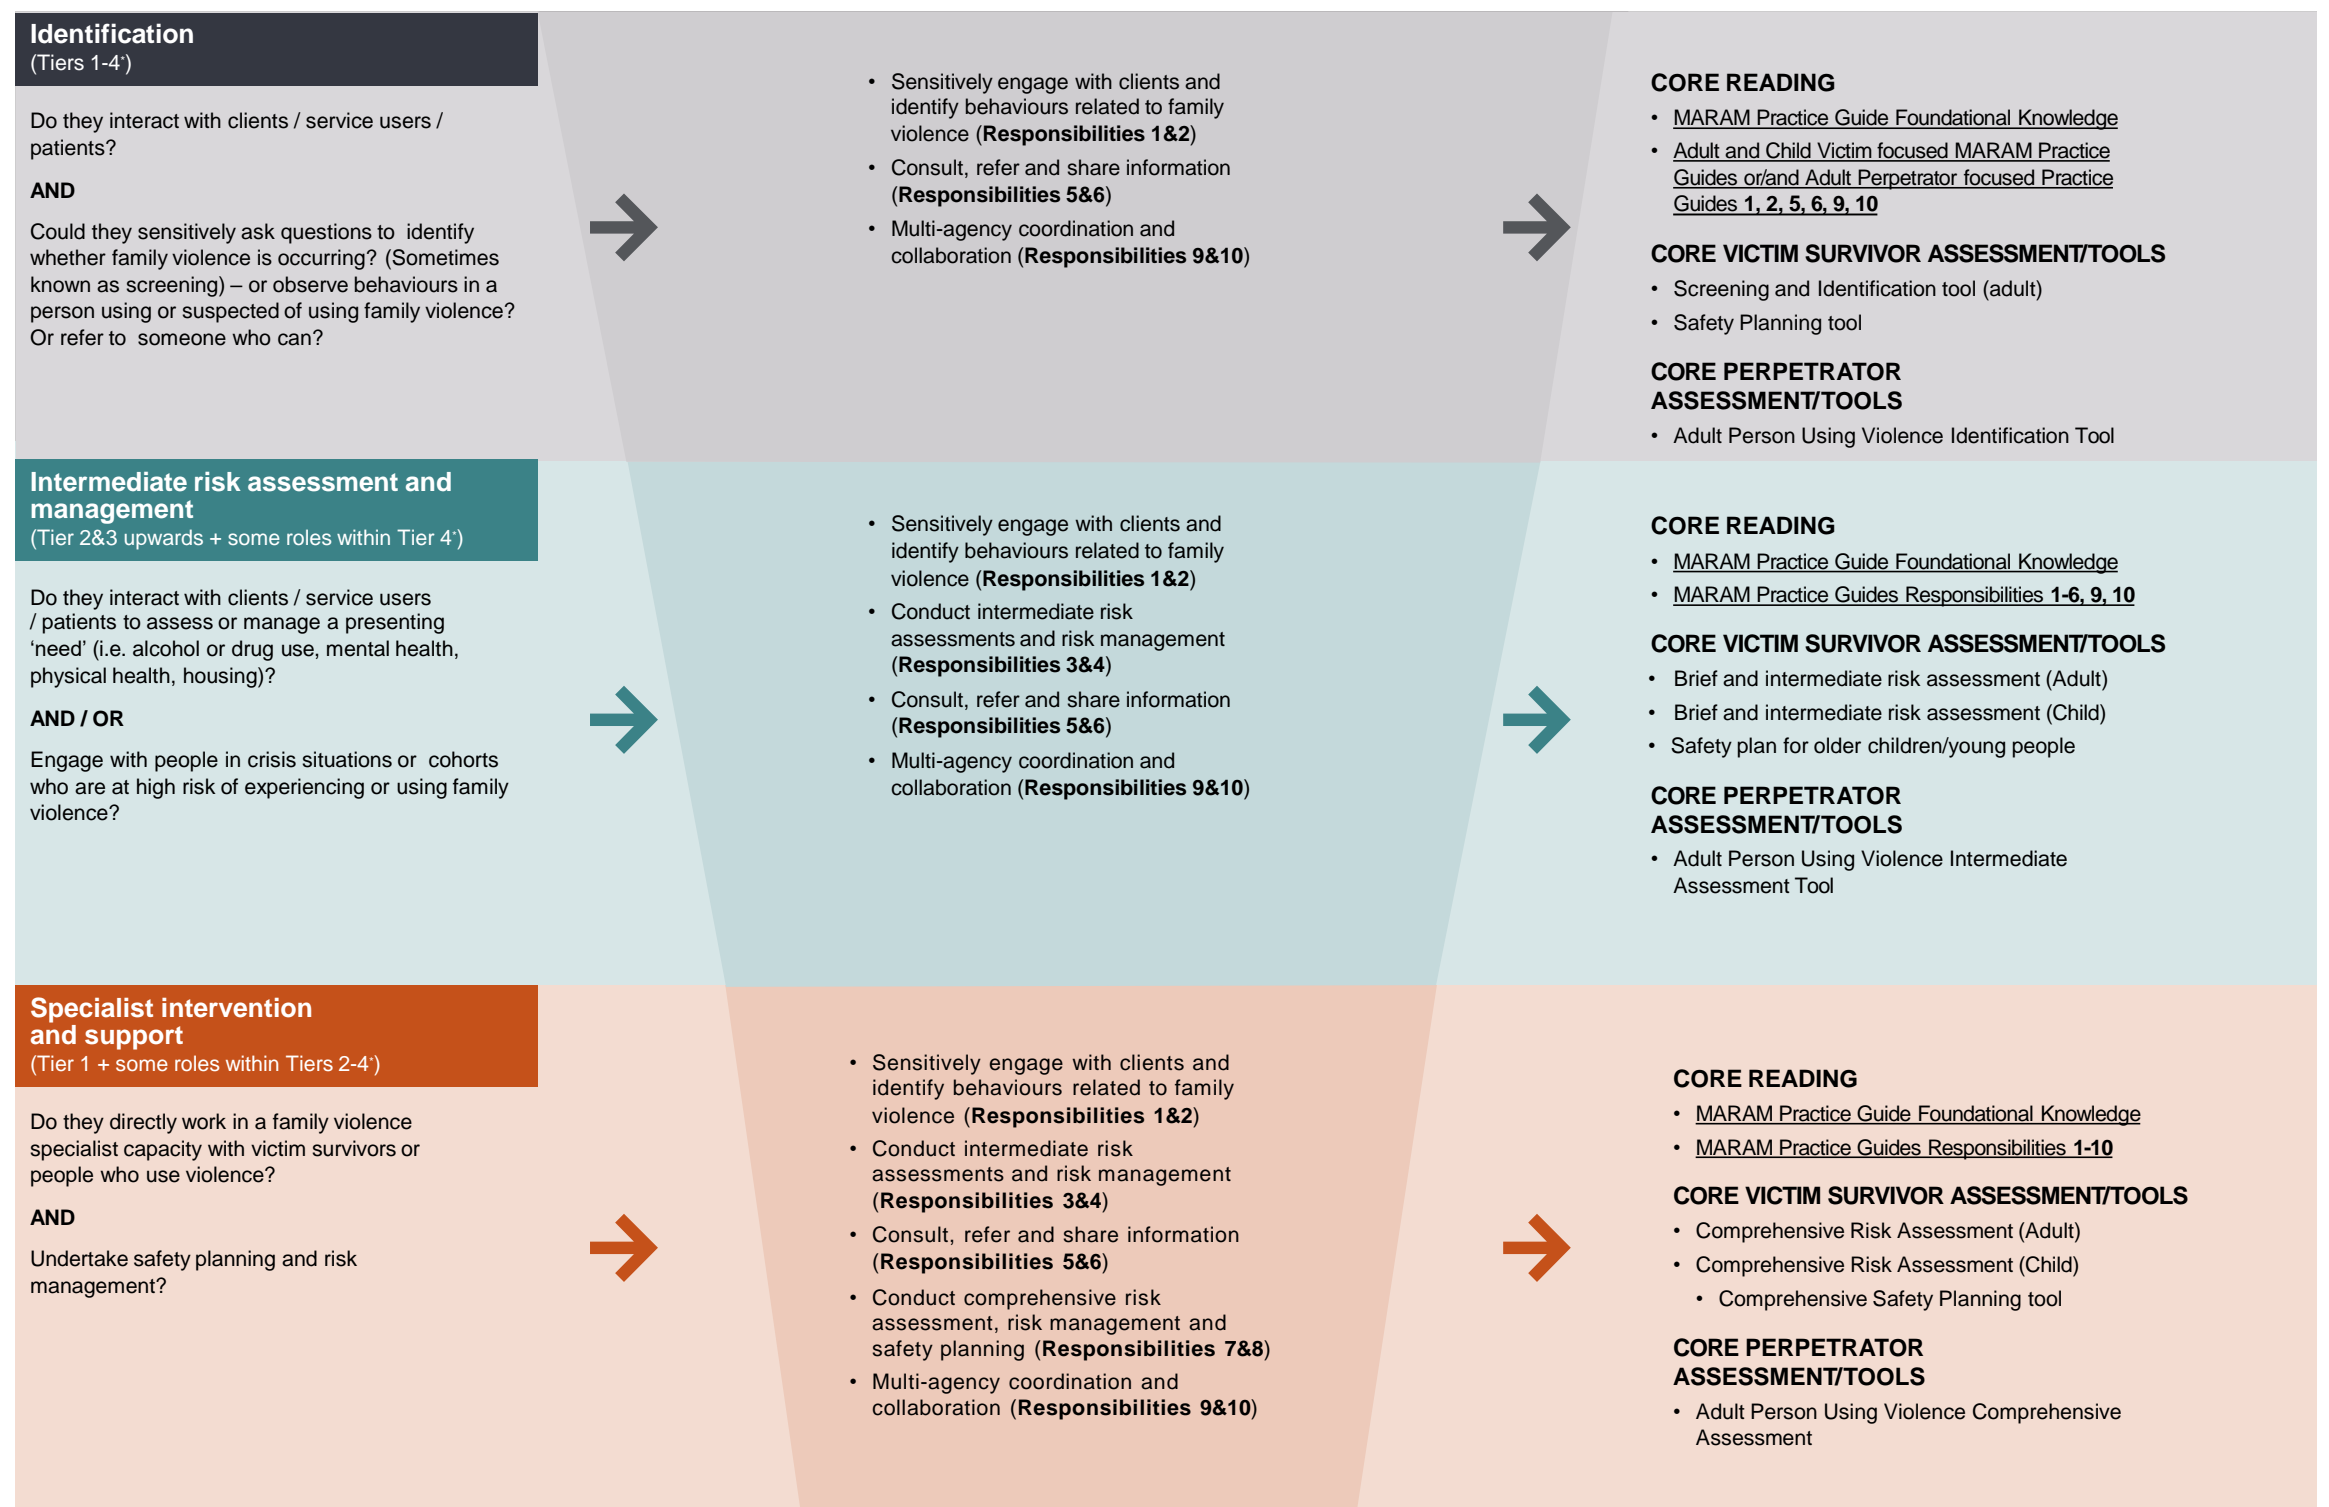 Identification
(Tiers 1-4*)
Do they interact with clients / service users /
patients?
AND
Could they sensitively ask questions to identify
whether family violence is occurring? (Sometimes
known as screening) – or observe behaviours in a
person using or suspected of using family violence?
Or refer to someone who can?
• Sensitively engage with clients and
identify behaviours related to family
violence (Responsibilities 1&2)
• Consult, refer and share information
(Responsibilities 5&6)
• Multi-agency coordination and
collaboration (Responsibilities 9&10)
CORE READING
• MARAM Practice Guide Foundational Knowledge
• Adult and Child Victim focused MARAM Practice
Guides or/and Adult Perpetrator focused Practice
Guides 1, 2, 5, 6, 9, 10
CORE VICTIM SURVIVOR ASSESSMENT/TOOLS
• Screening and Identification tool (adult)
• Safety Planning tool
CORE PERPETRATOR
ASSESSMENT/TOOLS
• Adult Person Using Violence Identification Tool
Intermediate risk assessment and
management
(Tier 2&3 upwards + some roles within Tier 4*)
Do they interact with clients / service users
/ patients to assess or manage a presenting
‘need’ (i.e. alcohol or drug use, mental health,
physical health, housing)?
AND / OR
Engage with people in crisis situations or cohorts
who are at high risk of experiencing or using family
violence?
• Sensitively engage with clients and
identify behaviours related to family
violence (Responsibilities 1&2)
• Conduct intermediate risk
assessments and risk management
(Responsibilities 3&4)
• Consult, refer and share information
(Responsibilities 5&6)
• Multi-agency coordination and
collaboration (Responsibilities 9&10)
CORE READING
• MARAM Practice Guide Foundational Knowledge
• MARAM Practice Guides Responsibilities 1-6, 9, 10
CORE VICTIM SURVIVOR ASSESSMENT/TOOLS
• Brief and intermediate risk assessment (Adult)
• Brief and intermediate risk assessment (Child)
• Safety plan for older children/young people
CORE PERPETRATOR
ASSESSMENT/TOOLS
• Adult Person Using Violence Intermediate
Assessment Tool
Specialist intervention
and support
(Tier 1 + some roles within Tiers 2-4*)
Do they directly work in a family violence
specialist capacity with victim survivors or
people who use violence?
AND
Undertake safety planning and risk
management?
• Sensitively engage with clients and
identify behaviours related to family
violence (Responsibilities 1&2)
• Conduct intermediate risk
assessments and risk management
(Responsibilities 3&4)
• Consult, refer and share information
(Responsibilities 5&6)
• Conduct comprehensive risk
assessment, risk management and
safety planning (Responsibilities 7&8)
• Multi-agency coordination and
collaboration (Responsibilities 9&10)
CORE READING
• MARAM Practice Guide Foundational Knowledge
• MARAM Practice Guides Responsibilities 1-10
CORE VICTIM SURVIVOR ASSESSMENT/TOOLS
• Comprehensive Risk Assessment (Adult)
• Comprehensive Risk Assessment (Child)
• Comprehensive Safety Planning tool
CORE PERPETRATOR
ASSESSMENT/TOOLS
• Adult Person Using Violence Comprehensive
Assessment